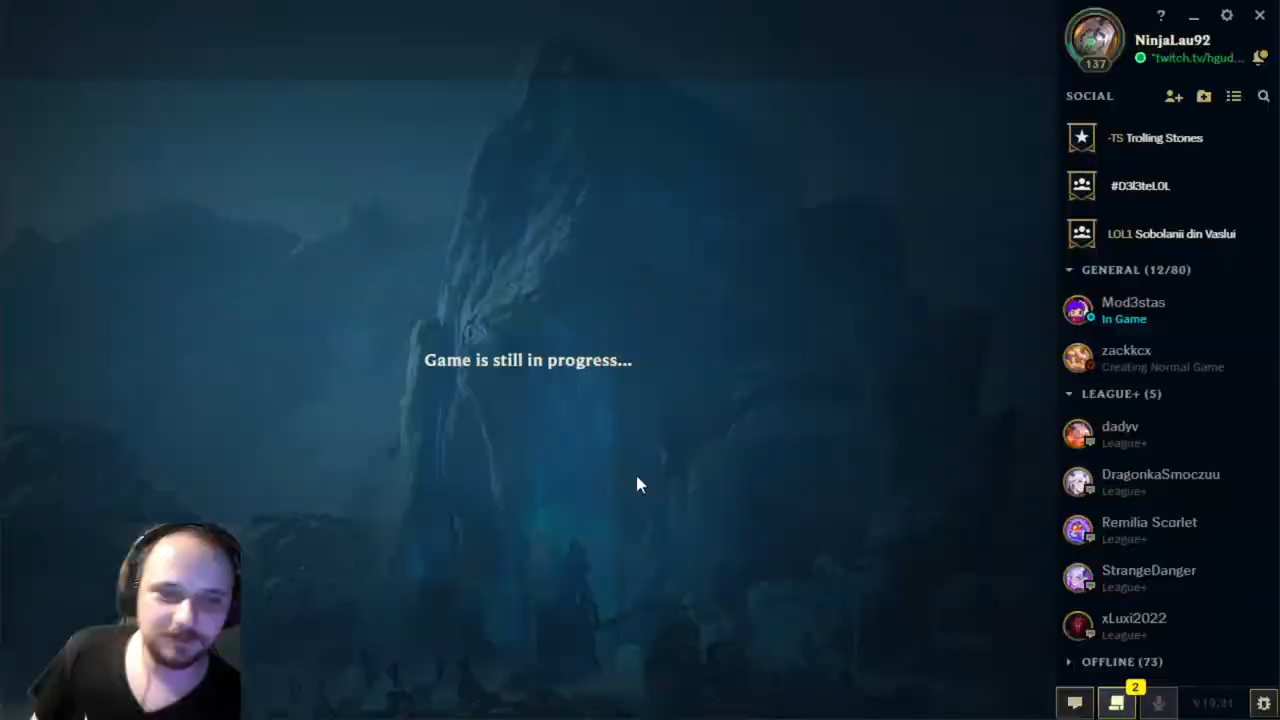 ?
NinjaLau92
137
"twitch.tv/hgud...
SOCIAL
-TS Trolling Stones
#D3l3teLOL
LOL1 Sobolanii din Vaslui
GENERAL (12/80)
Mod3stas
In Game
zackkcx
Creating Normal Game
Game is still in progress...
LEAGUE+ (5)
dadyv
League+
DragonkaSmoczuu
League+
Remilia Scarlet
League+
StrangeDanger
League+
xLuxi2022
League+
OFFLINE (73)
2